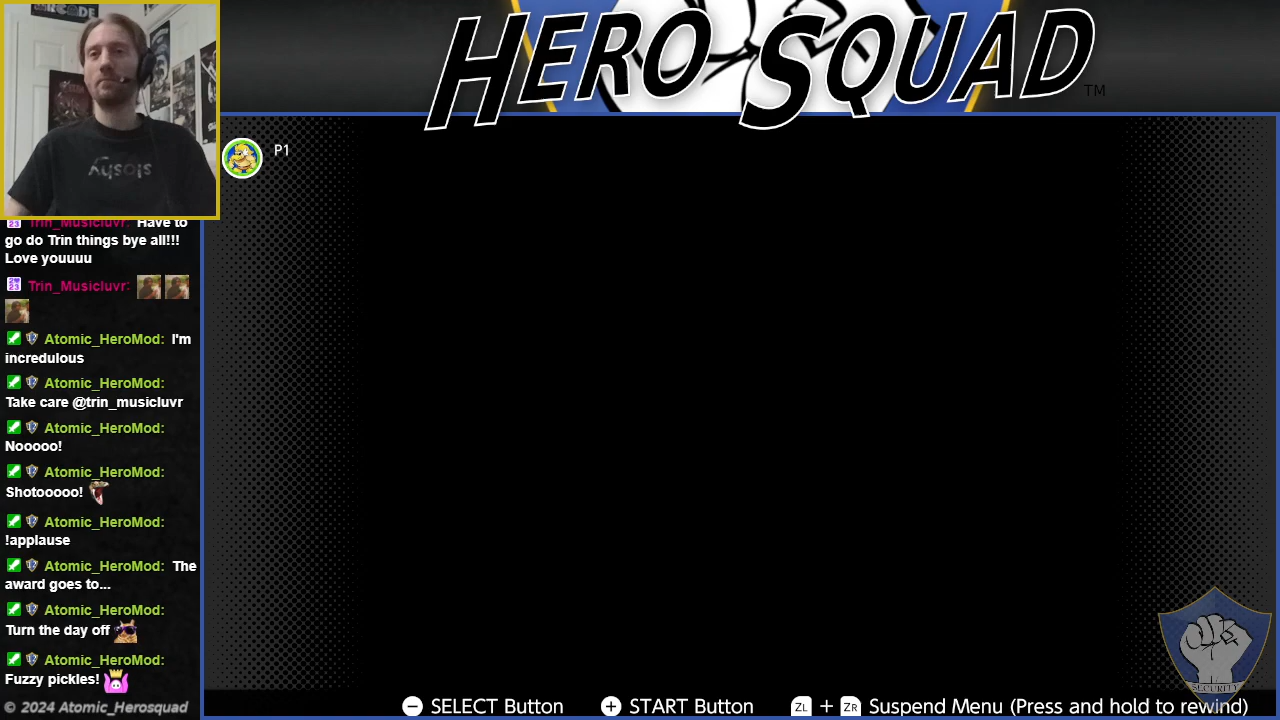 HERO SQUAD
TM
P1
Trin_Musicluvr: Have to
go do Trin things bye all!!!
Love youuuu
Trin_Musicluvr:
Atomic_HeroMod: I'm
incredulous
Atomic_HeroMod:
Take care @trin_musicluvr
Atomic_HeroMod:
Nooooo!
Atomic_HeroMod:
Shotooooo!
Atomic_HeroMod:
!applause
Atomic_HeroMod: The
award goes to...
Atomic_HeroMod:
Turn the day off
Atomic_HeroMod:
Fuzzy pickles!
© 2024 Atomic_Herosquad
SECURITY
− SELECT Button + START Button ZL + ZR Suspend Menu (Press and hold to rewind)